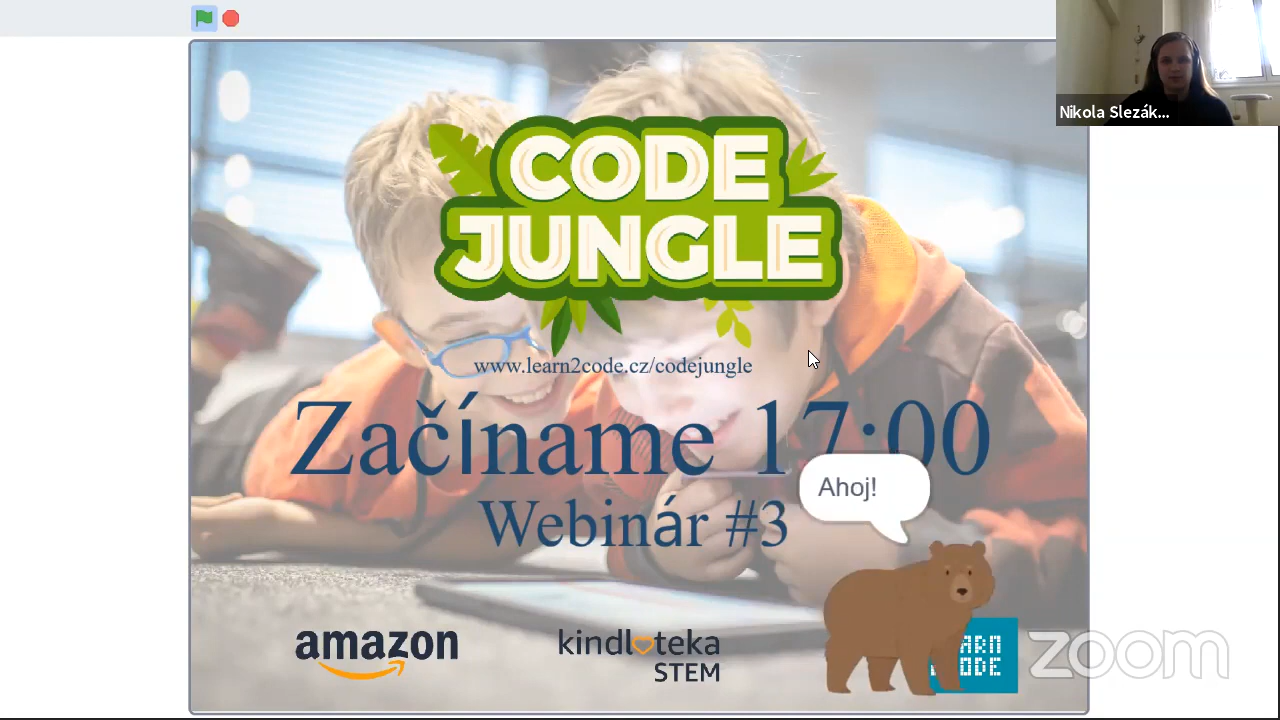 Nikola Slezák...
CODE
JUNGLE
www.learn2code.cz/codejungle
Začíname 17:00
Webinár #3
Ahoj!
amazon
kindloteka
STEM
zoom